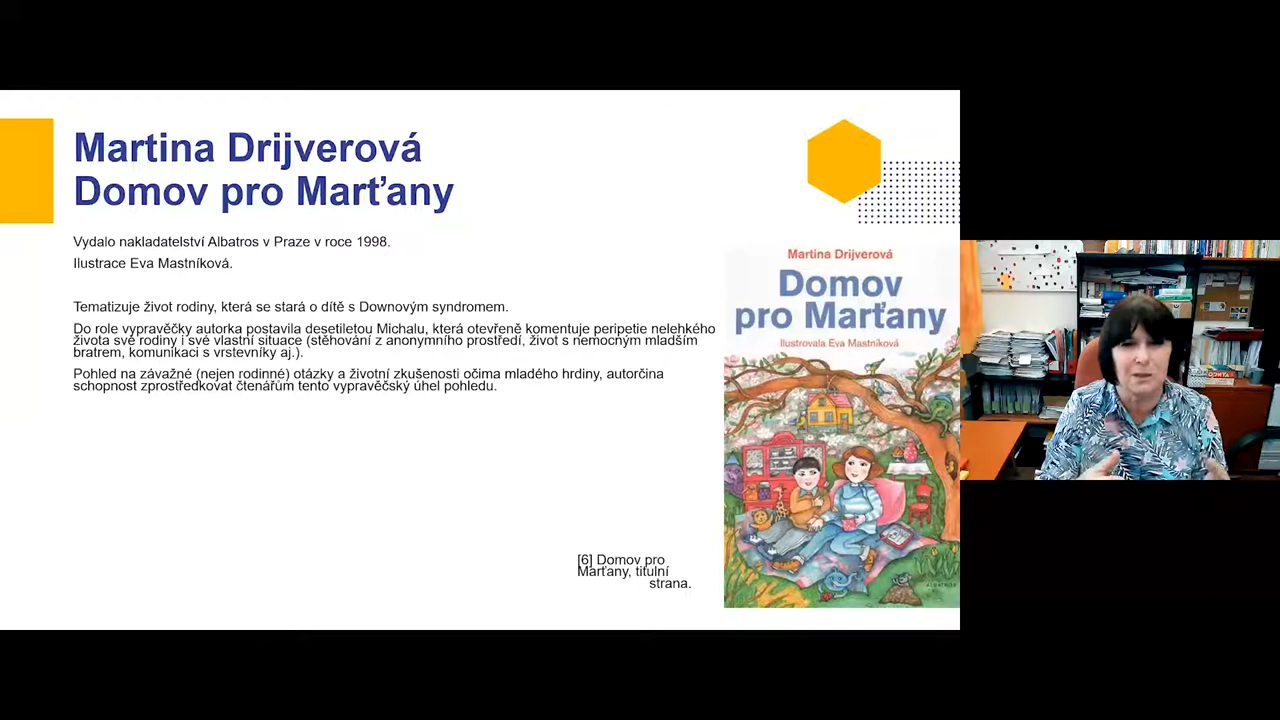 Martina Drijverová
Domov pro Marťany
Vydalo nakladatelství Albatros v Praze v roce 1998.
Ilustrace Eva Mastníková.
Tematizuje život rodiny, která se stará o dítě s Downovým syndromem.
Do role vypravěčky autorka postavila desetiletou Michalu, která otevřeně komentuje peripetie nelehkého
života své rodiny i své vlastní situace (stěhování z anonymního prostředí, život s nemocným mladším
bratrem, komunikaci s vrstevníky aj.).
Pohled na závažné (nejen rodinné) otázky a životní zkušenosti očima mladého hrdiny, autorčina
schopnost zprostředkovat čtenářům tento vypravěčský úhel pohledu.
[6] Domov pro
Marťany, titulní
strana.
Martina Drijverová
Domov
pro Marťany
Ilustrovala Eva Mastníková
ALBATROS